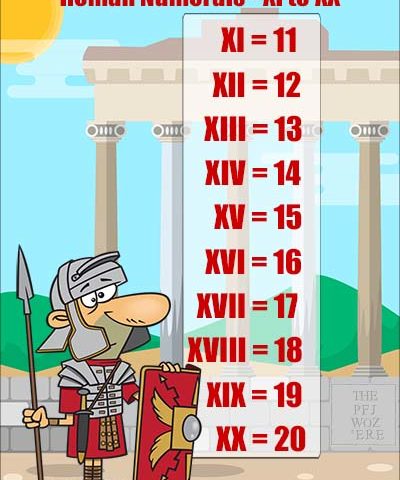 Roman Numerals - XI to XX
XI = 11
XII = 12
XIII = 13
XIV = 14
XV = 15
XVI = 16
XVII = 17
XVIII = 18
XIX = 19
XX = 20
THE
PFJ
WOZ
'ERE